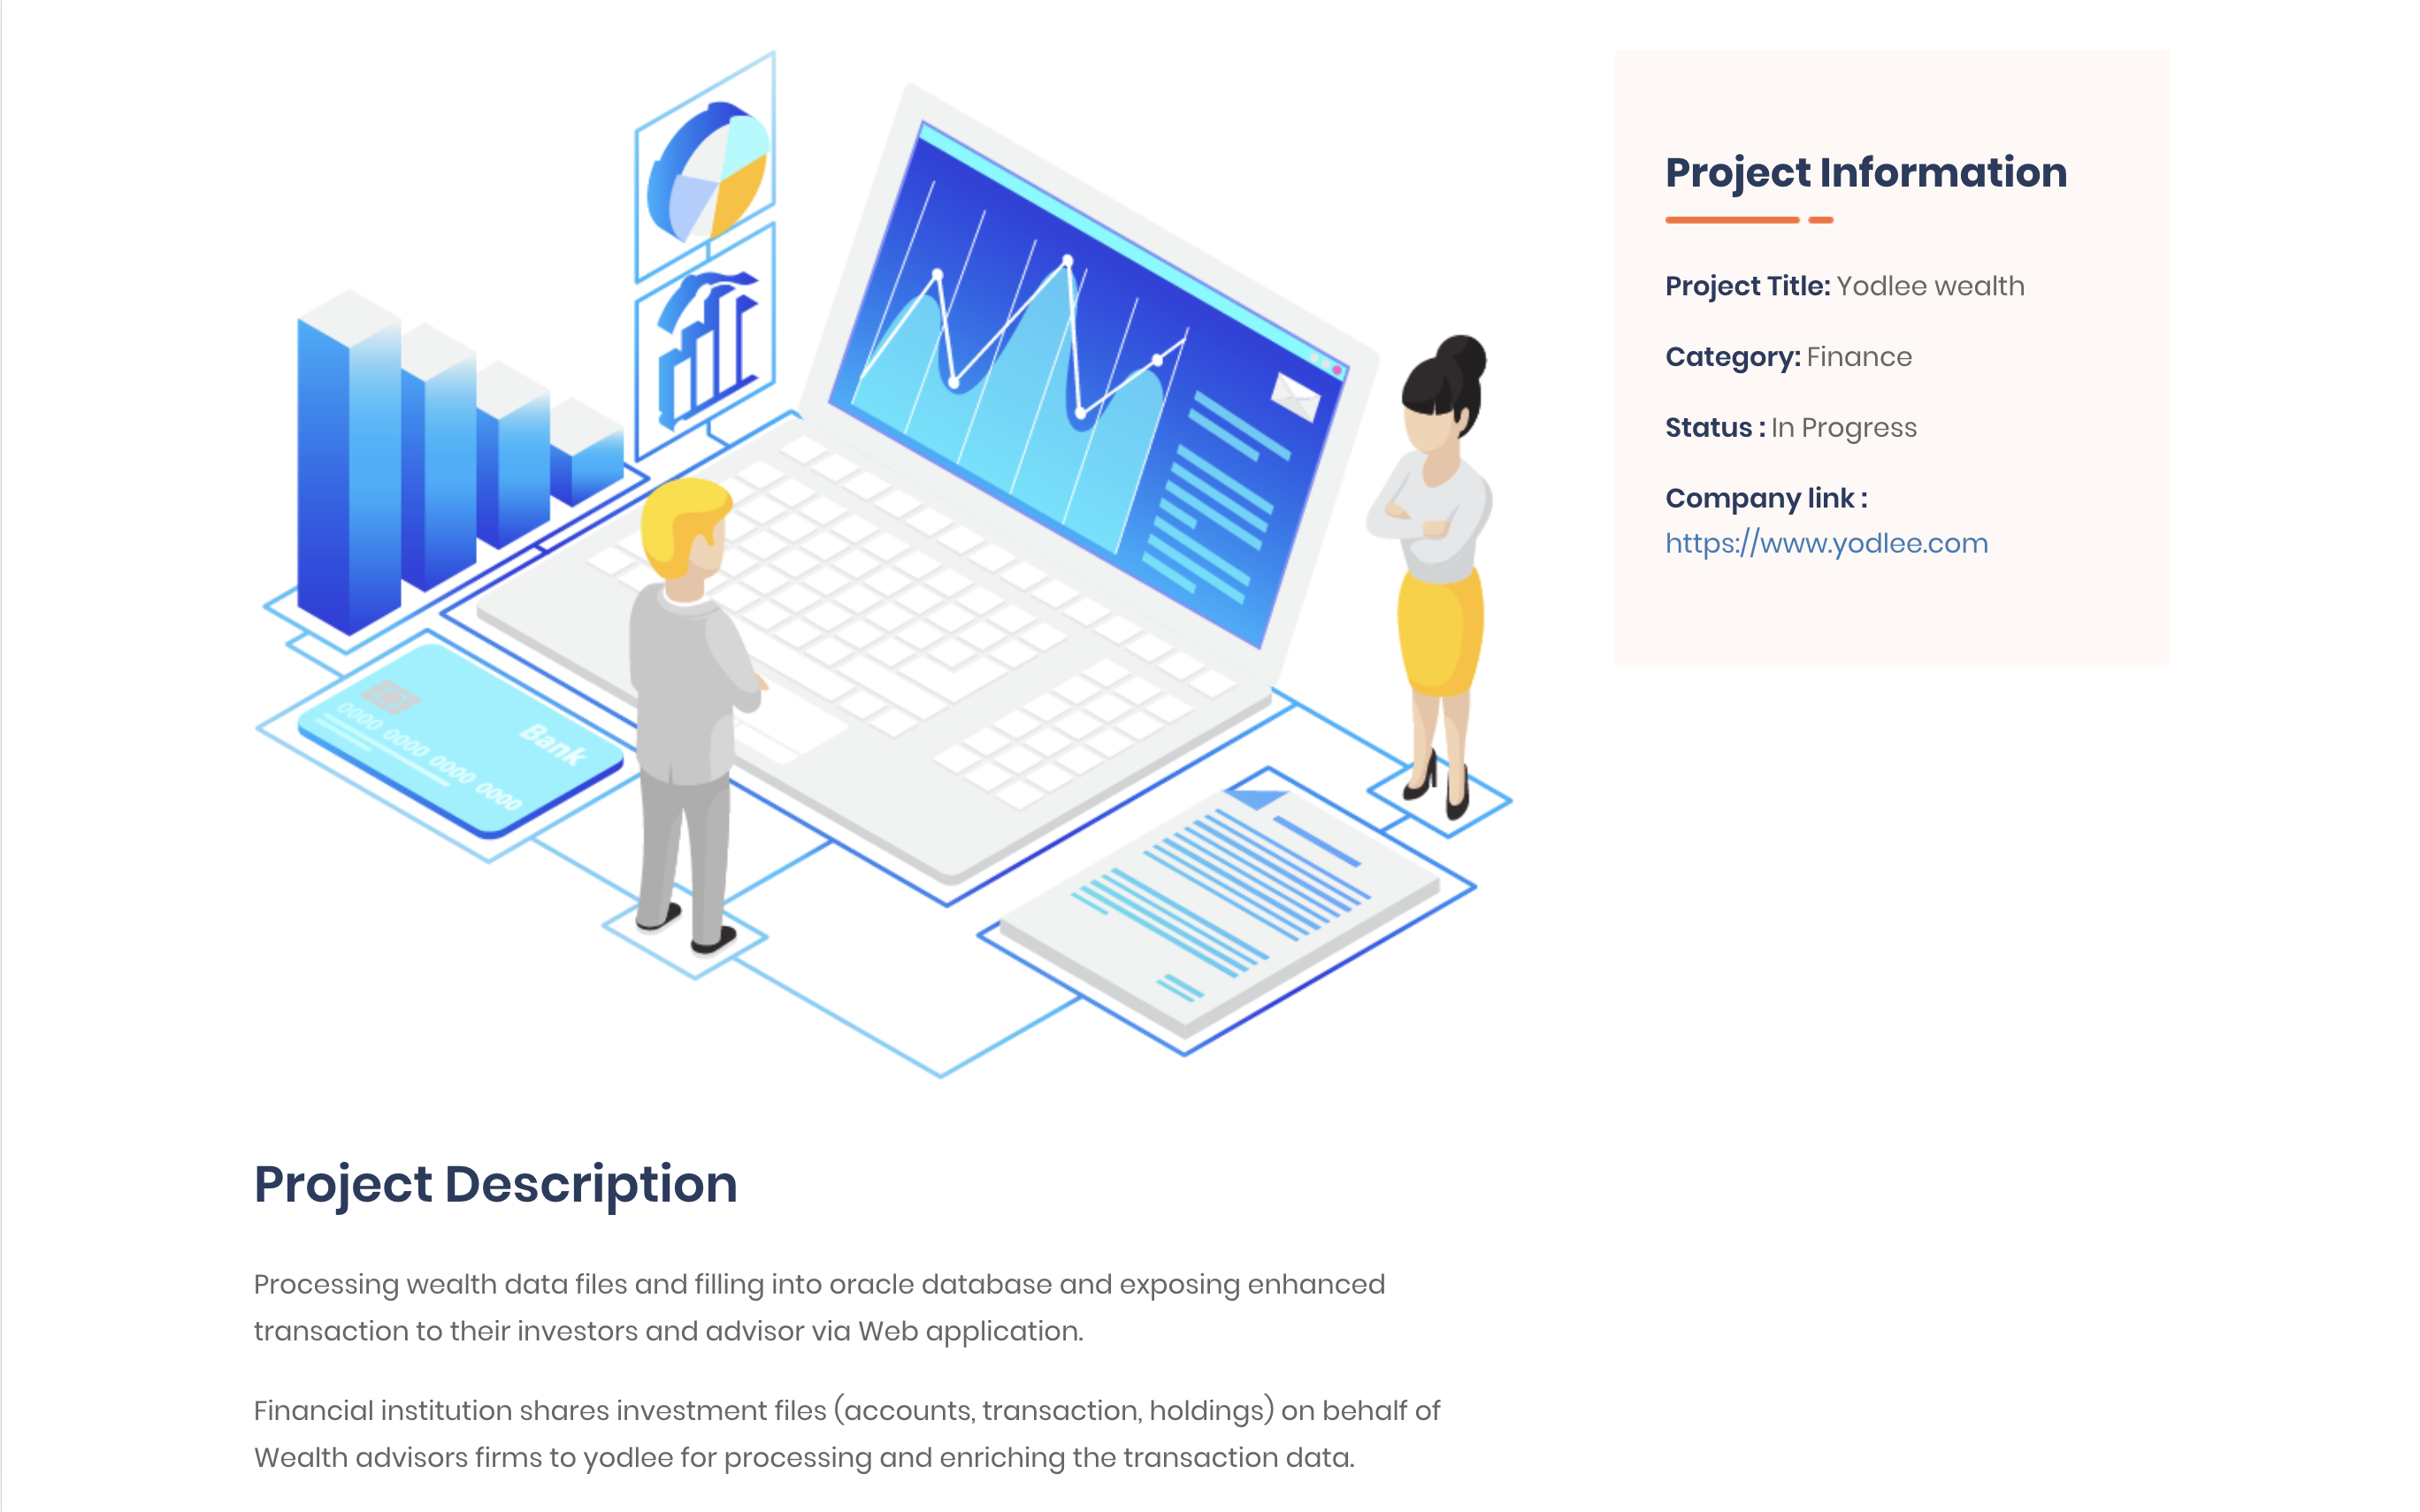 Bank
0000 0000 0000 0000
Project Information
Project Title: Yodlee wealth
Category: Finance
Status : In Progress
Company link :
https://www.yodlee.com
Project Description
Processing wealth data files and filling into oracle database and exposing enhanced
transaction to their investors and advisor via Web application.
Financial institution shares investment files (accounts, transaction, holdings) on behalf of
Wealth advisors firms to yodlee for processing and enriching the transaction data.